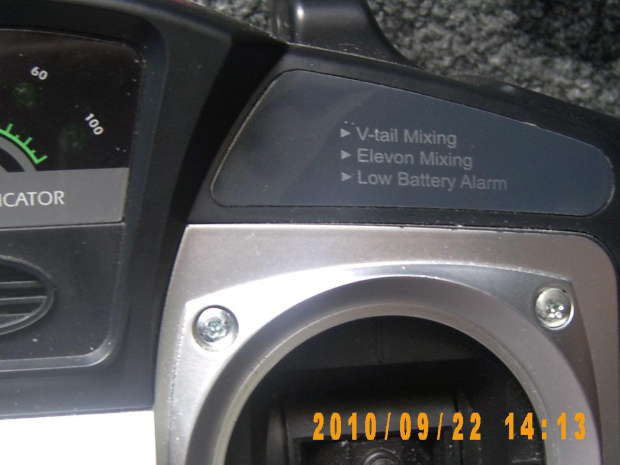 60
100
ICATOR
▸ V-tail Mixing
▸ Elevon Mixing
▸ Low Battery Alarm
2010/09/22 14:13